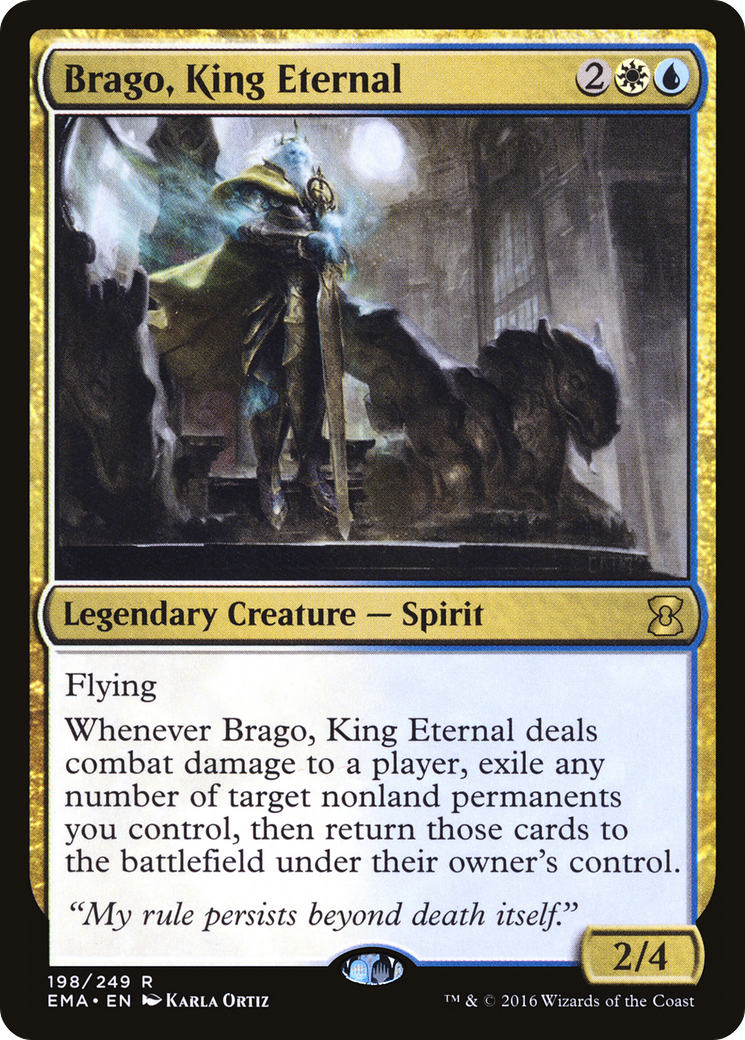 Brago, King Eternal 2
Legendary Creature — Spirit
Flying
Whenever Brago, King Eternal deals
combat damage to a player, exile any
number of target nonland permanents
you control, then return those cards to
the battlefield under their owner's control.
“My rule persists beyond death itself.”
2/4
198/249 R
EMA • EN Karla Ortiz
™ & © 2016 Wizards of the Coast